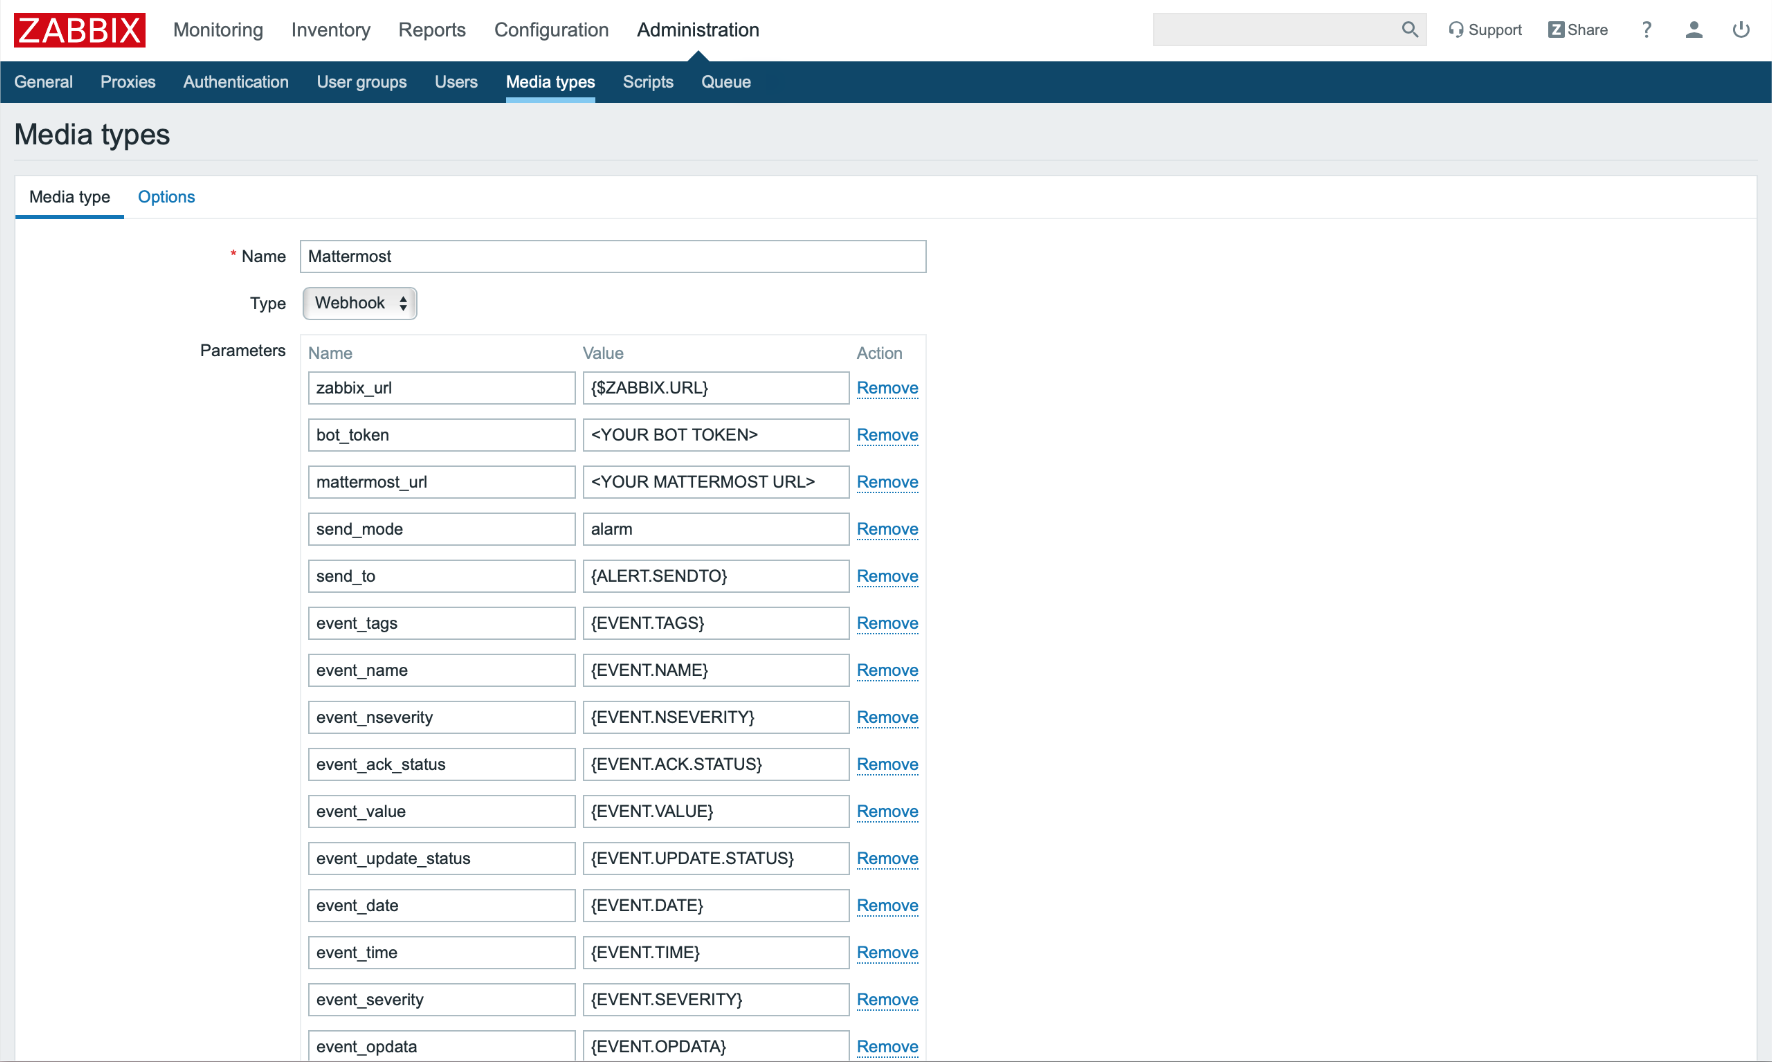 ZABBIX Monitoring Inventory Reports Configuration Administration Support Z Share ?
General Proxies Authentication User groups Users Media types Scripts Queue
Media types
Media type Options
* Name Mattermost
Type Webhook
Parameters Name Value Action
zabbix_url {$ZABBIX.URL} Remove
bot_token <YOUR BOT TOKEN> Remove
mattermost_url <YOUR MATTERMOST URL> Remove
send_mode alarm Remove
send_to {ALERT.SENDTO} Remove
event_tags {EVENT.TAGS} Remove
event_name {EVENT.NAME} Remove
event_nseverity {EVENT.NSEVERITY} Remove
event_ack_status {EVENT.ACK.STATUS} Remove
event_value {EVENT.VALUE} Remove
event_update_status {EVENT.UPDATE.STATUS} Remove
event_date {EVENT.DATE} Remove
event_time {EVENT.TIME} Remove
event_severity {EVENT.SEVERITY} Remove
event_opdata {EVENT.OPDATA} Remove